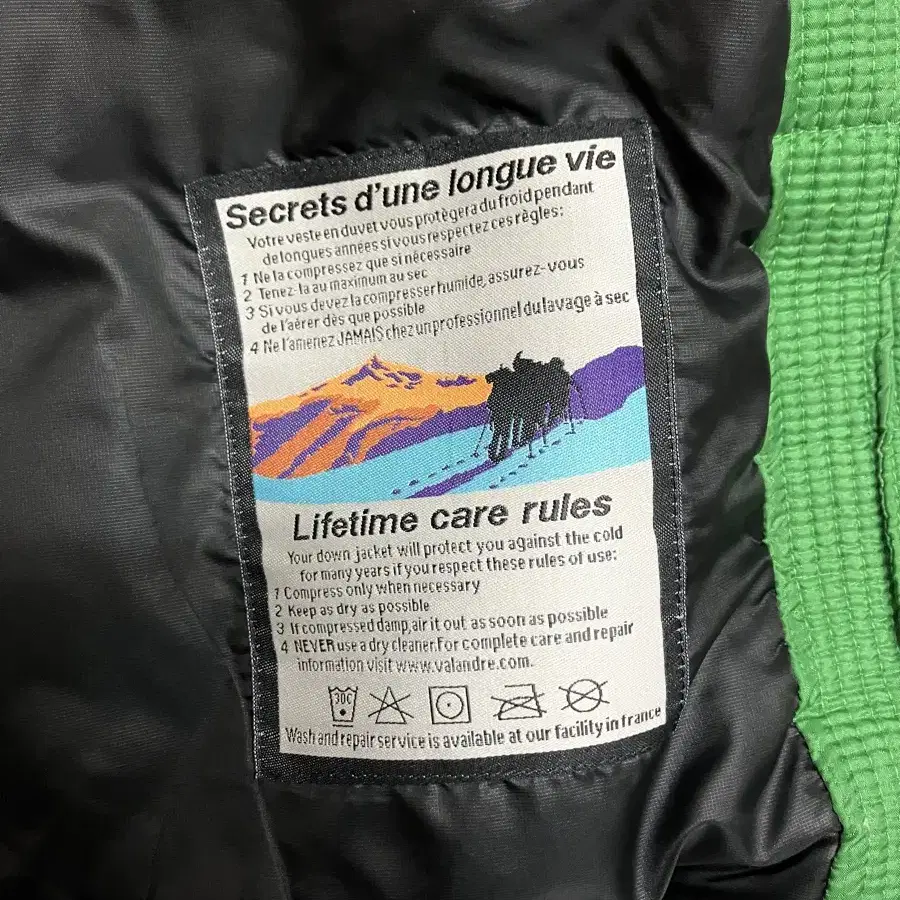 Secrets d'une longue vie
Votre veste en duvet vous protègera du froid pendant
de longues années si vous respectez ces règles:
1 Ne la compressez que si nécessaire
2 Tenez-la au maximum au sec
3 Si vous devez la compresser humide, assurez-vous
de l'aérer dès que possible
4 Ne l'amenez JAMAIS chez un professionnel du lavage à sec
Lifetime care rules
Your down jacket will protect you against the cold
for many years if you respect these rules of use:
1 Compress only when necessary
2 Keep as dry as possible
3 If compressed damp, air it out as soon as possible
4 NEVER use a dry cleaner. For complete care and repair
information visit www.valandre.com.
30c
Wash and repair service is available at our facility in france